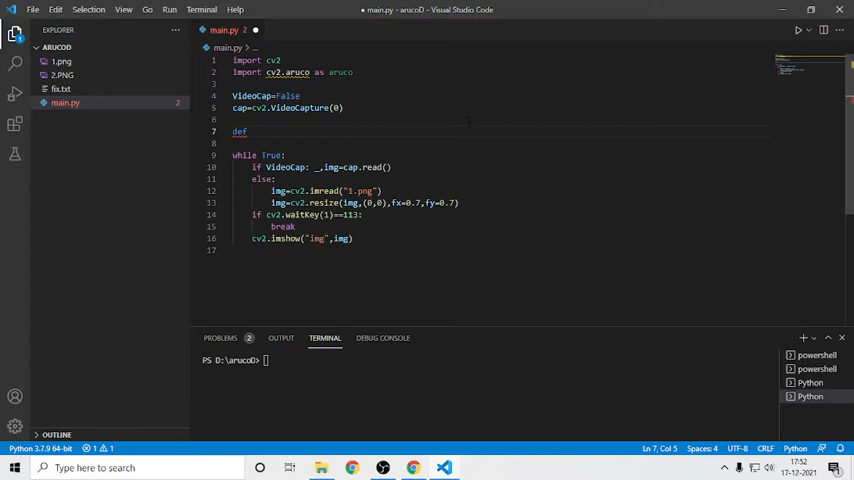 File Edit Selection View Go Run Terminal Help
● main.py - arucoD - Visual Studio Code
EXPLORER
ARUCOD
1.png
2.PNG
fix.txt
main.py 2
main.py 2 ●
main.py > ...
1 import cv2
2 import cv2.aruco as aruco
3
4 VideoCap=False
5 cap=cv2.VideoCapture(0)
6
7 def
8
9 while True:
10 if VideoCap: _,img=cap.read()
11 else:
12 img=cv2.imread("1.png")
13 img=cv2.resize(img,(0,0),fx=0.7,fy=0.7)
14 if cv2.waitKey(1)==113:
15 break
16 cv2.imshow("img",img)
17
PROBLEMS 2 OUTPUT TERMINAL DEBUG CONSOLE
PS D:\arucoD>
powershell
powershell
Python
Python
OUTLINE
Python 3.7.9 64-bit 1 1
Ln 7, Col 5 Spaces: 4 UTF-8 CRLF Python
Type here to search
17:52
17-12-2021